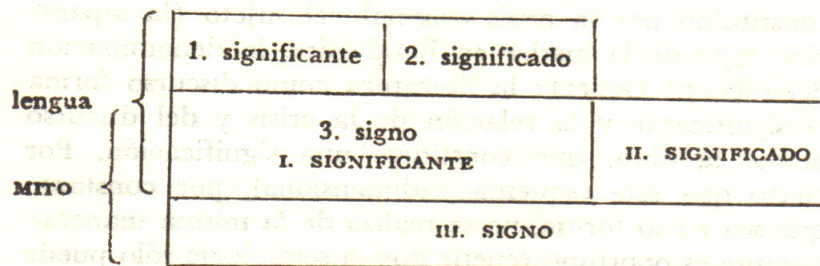 1. significante 2. significado
lengua
3. signo
I. SIGNIFICANTE II. SIGNIFICADO
MITO
III. SIGNO